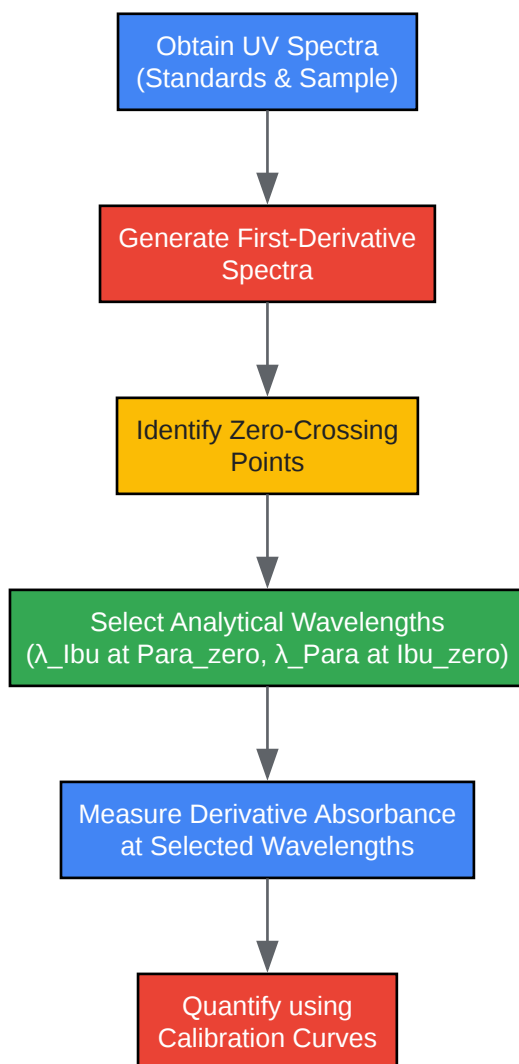 Obtain UV Spectra
(Standards & Sample)
Generate First-Derivative
Spectra
Identify Zero-Crossing
Points
Select Analytical Wavelengths
(λ_Ibu at Para_zero, λ_Para at Ibu_zero)
Measure Derivative Absorbance
at Selected Wavelengths
Quantify using
Calibration Curves